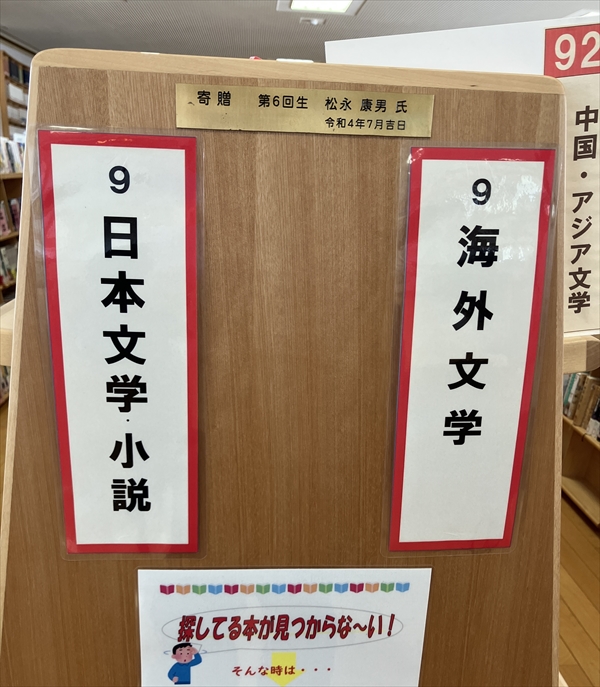 寄贈 第6回生 松永 康男 氏
令和4年7月吉日
9
日本文学・小説
9
海外文学
92
中国・アジア文学
探してる本が見つからな～い！
そんな時は・・・